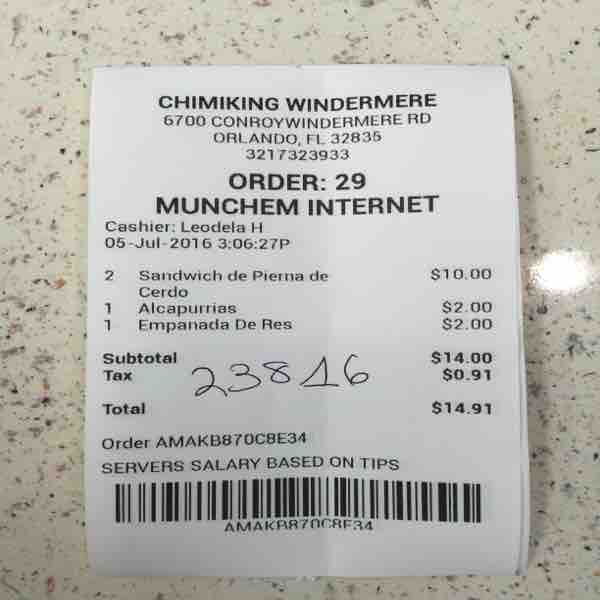 CHIMIKING WINDERMERE
6700 CONROYWINDERMERE RD
ORLANDO, FL 32835
3217323933
ORDER: 29
MUNCHEM INTERNET
Cashier: Leodela H
05-Jul-2016 3:06:27P
2 Sandwich de Pierna de $10.00
Cerdo
1 Alcapurrias $2.00
1 Empanada De Res $2.00
Subtotal $14.00
Tax $0.91
23816
Total $14.91
Order AMAKB870C8E34
SERVERS SALARY BASED ON TIPS
AMAKB870C8E34